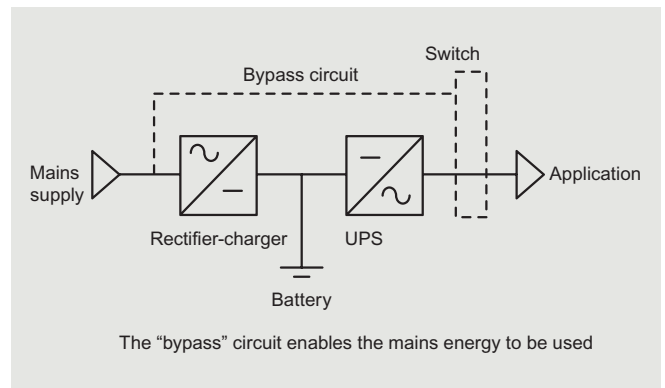 Switch
Bypass circuit
Mains
supply
Application
Rectifier-charger
UPS
Battery
The “bypass” circuit enables the mains energy to be used